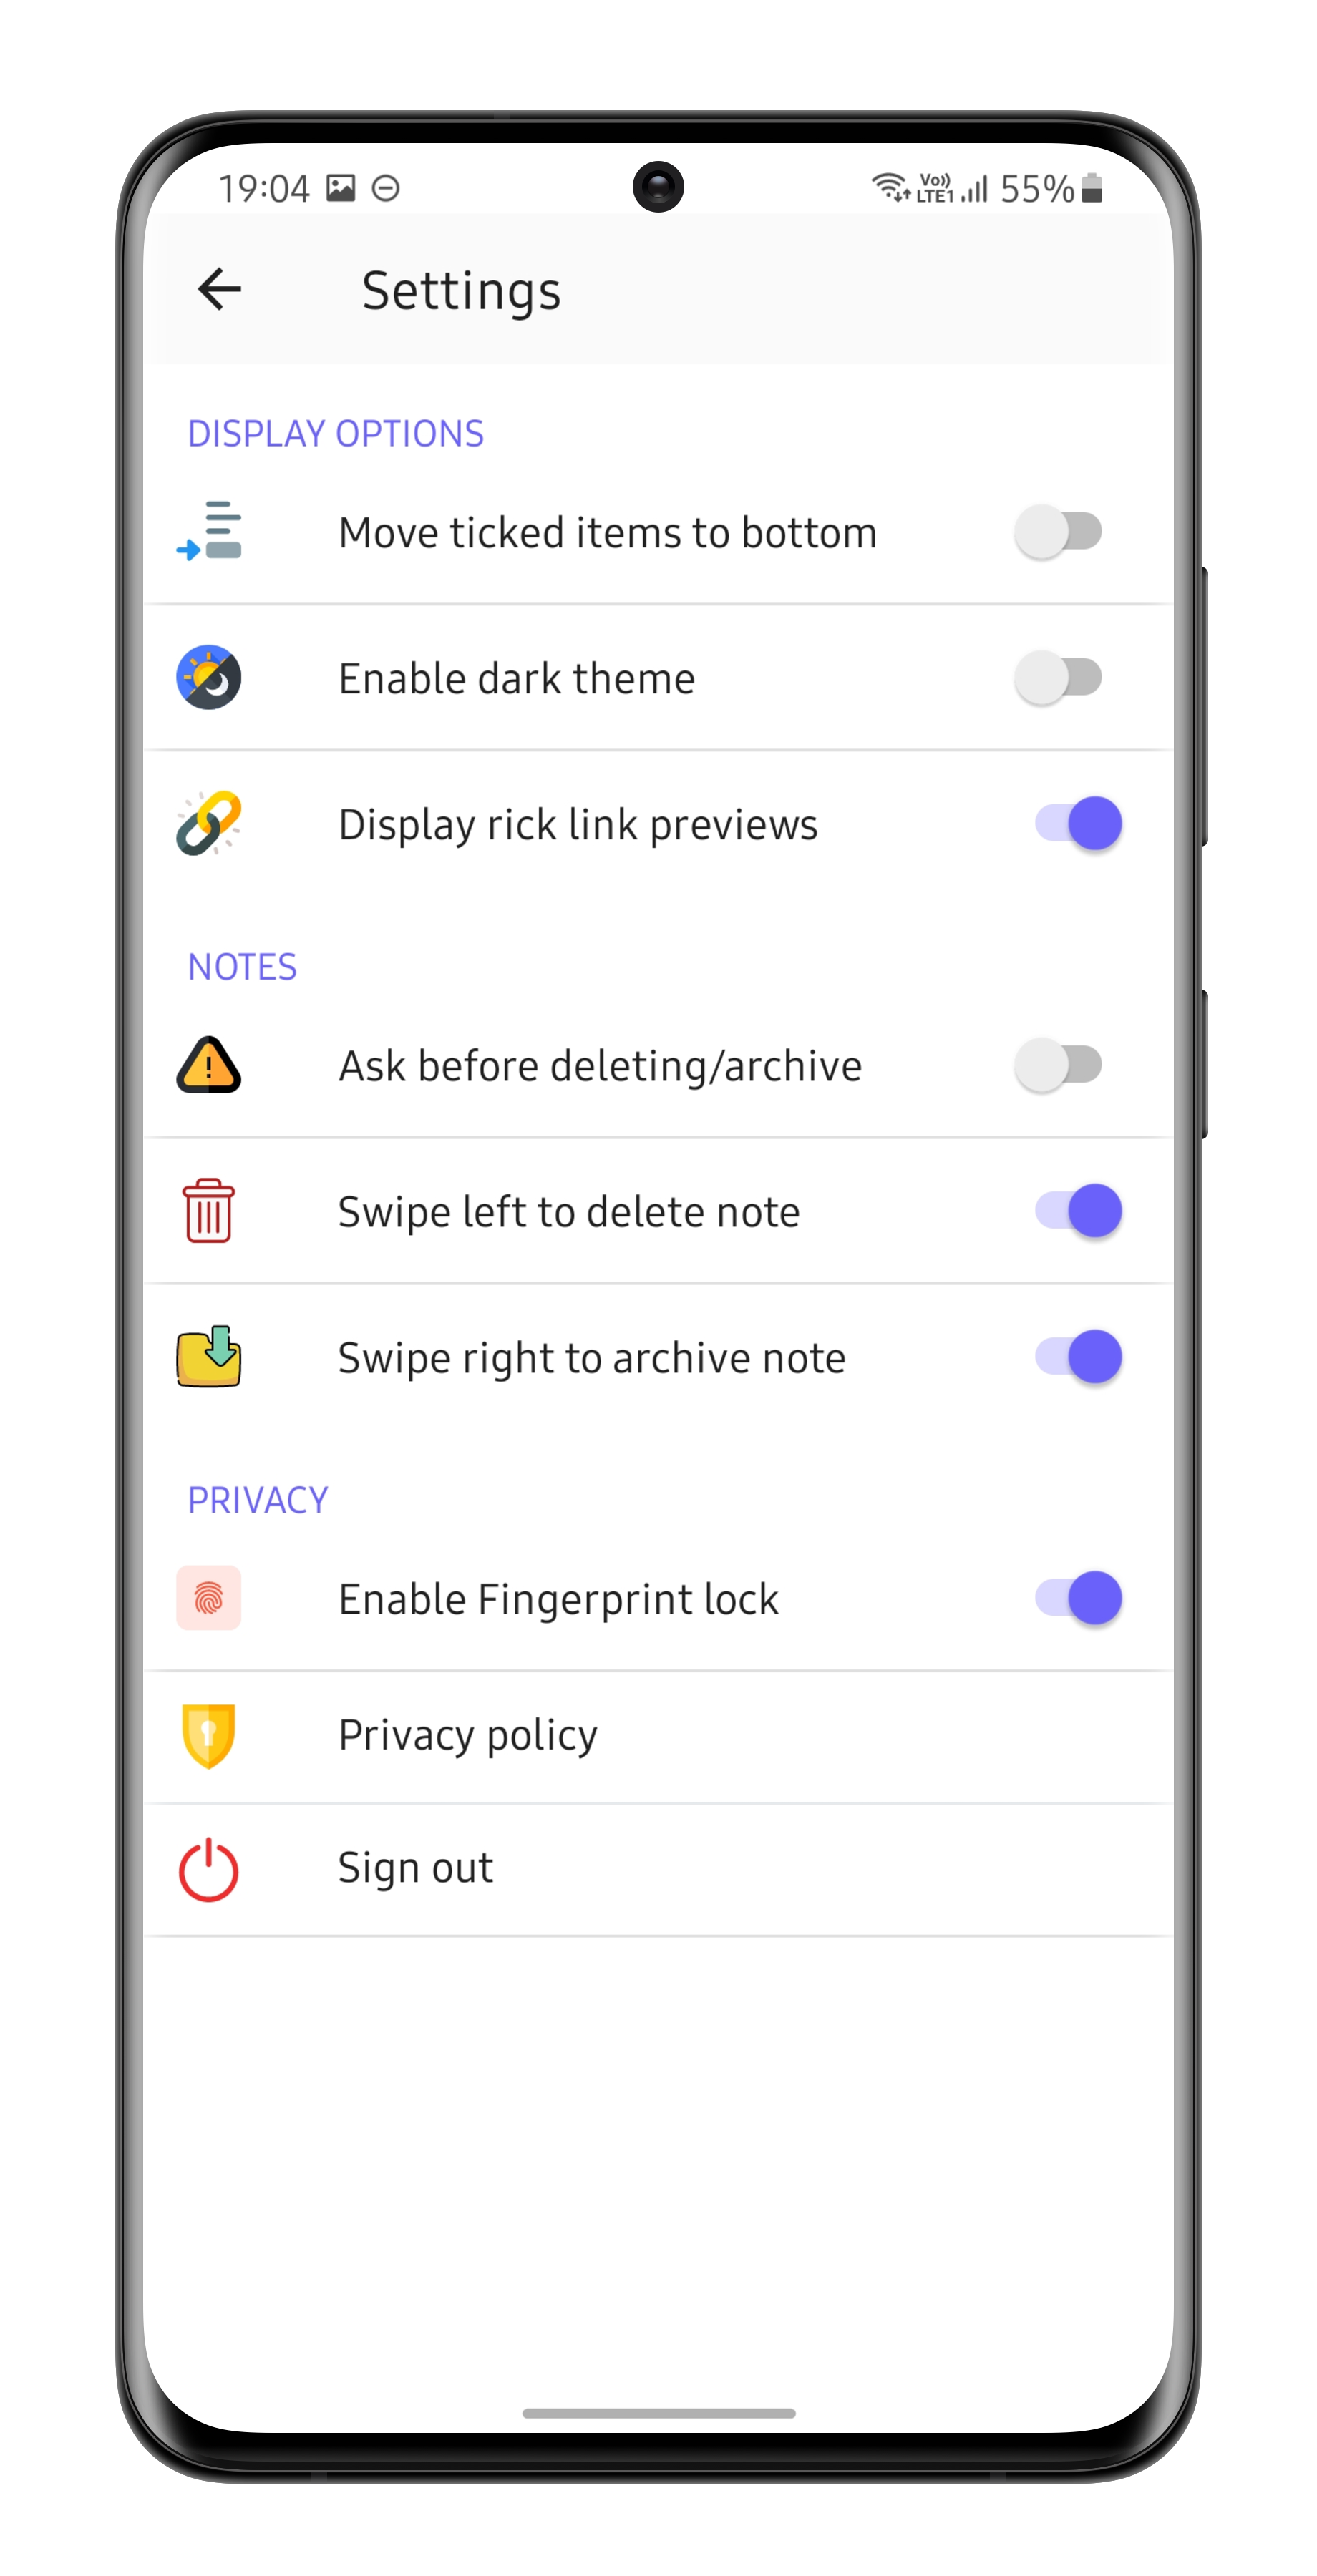 19:04 Vo)) LTE1 55%
Settings
DISPLAY OPTIONS
Move ticked items to bottom
Enable dark theme
Display rick link previews
NOTES
Ask before deleting/archive
Swipe left to delete note
Swipe right to archive note
PRIVACY
Enable Fingerprint lock
Privacy policy
Sign out